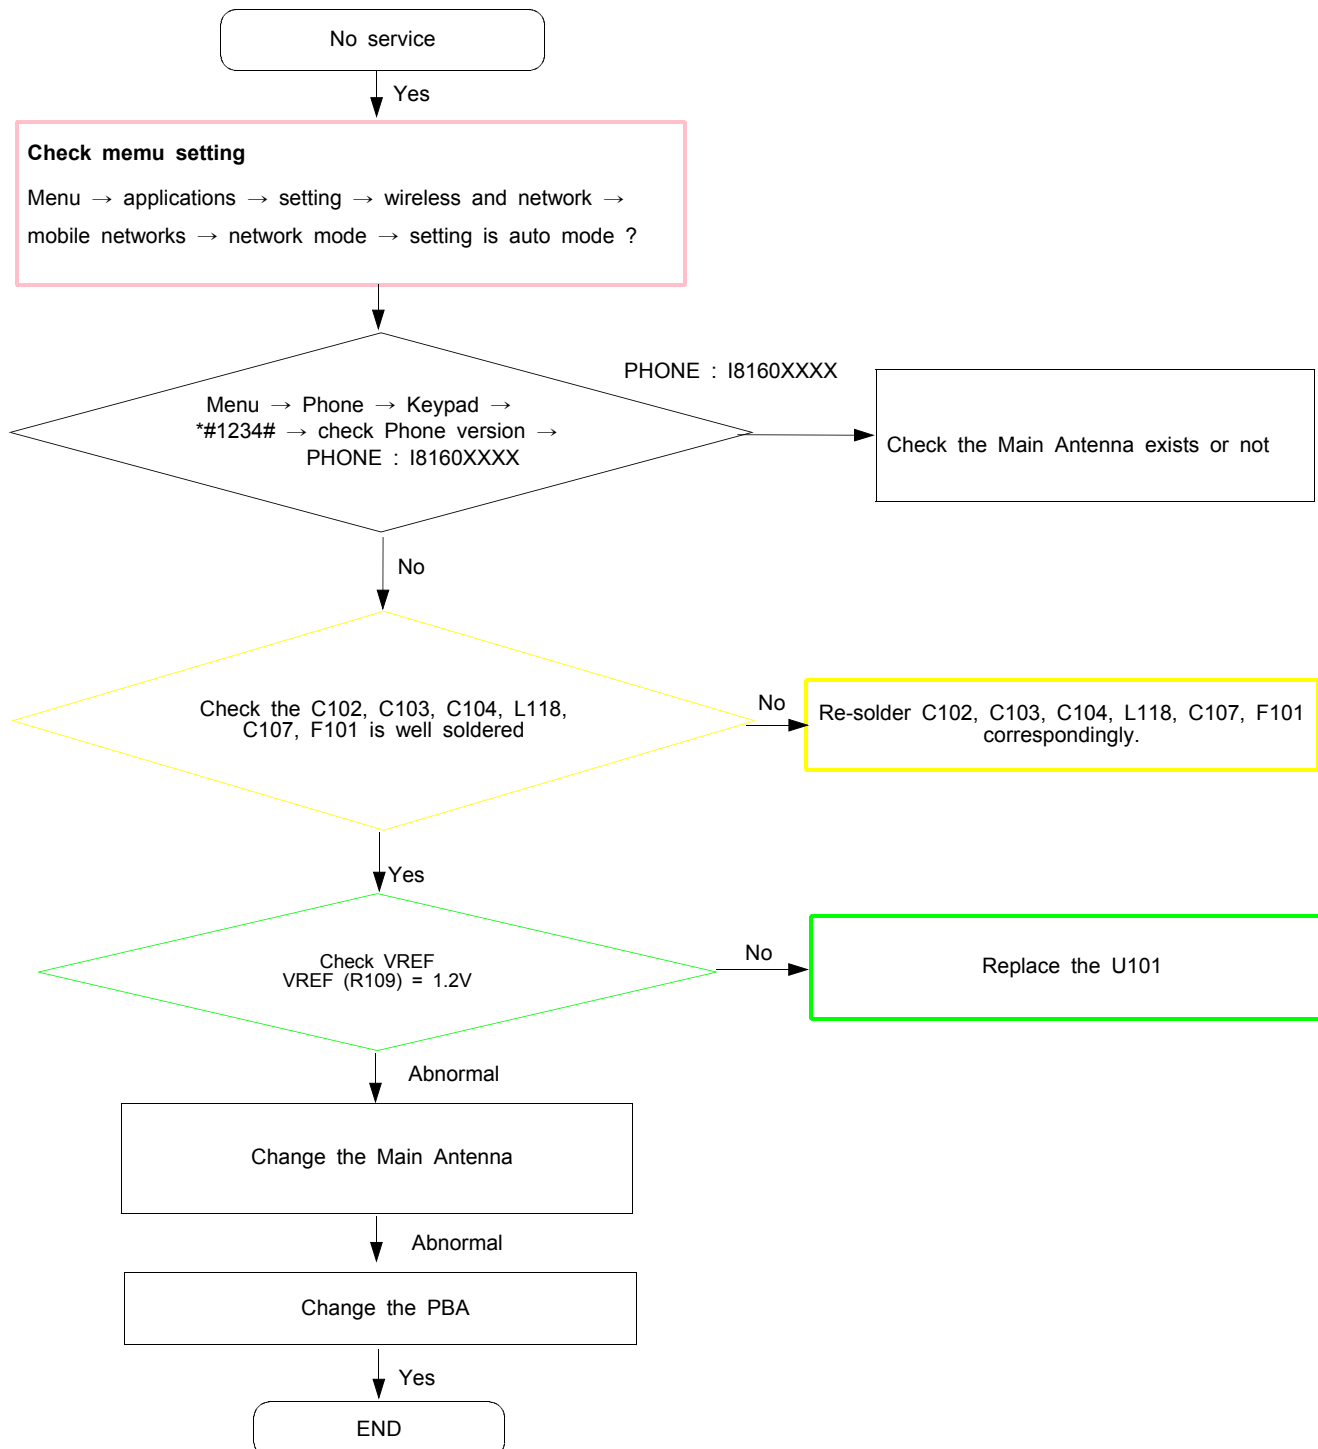 No service
Yes
Check memu setting
Menu → applications → setting → wireless and network →
mobile networks → network mode → setting is auto mode ?
PHONE : I8160XXXX
Menu → Phone → Keypad →
*#1234# → check Phone version →
PHONE : I8160XXXX
Check the Main Antenna exists or not
No
Check the C102, C103, C104, L118,
C107, F101 is well soldered
No
Re-solder C102, C103, C104, L118, C107, F101
correspondingly.
Yes
Check VREF
VREF (R109) = 1.2V
No
Replace the U101
Abnormal
Change the Main Antenna
Abnormal
Change the PBA
Yes
END